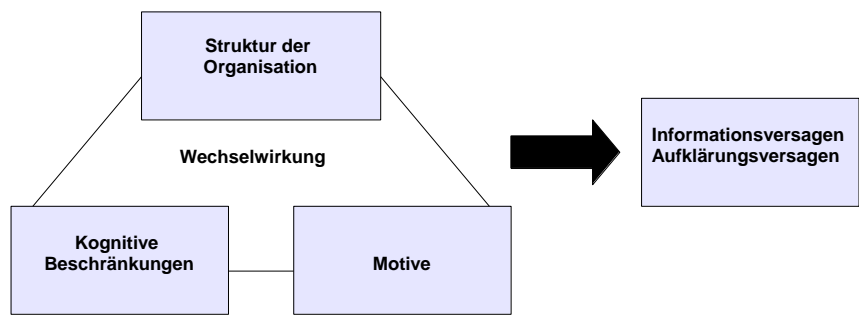 Struktur der
Organisation
Wechselwirkung
Informationsversagen
Aufklärungsversagen
Kognitive
Beschränkungen
Motive